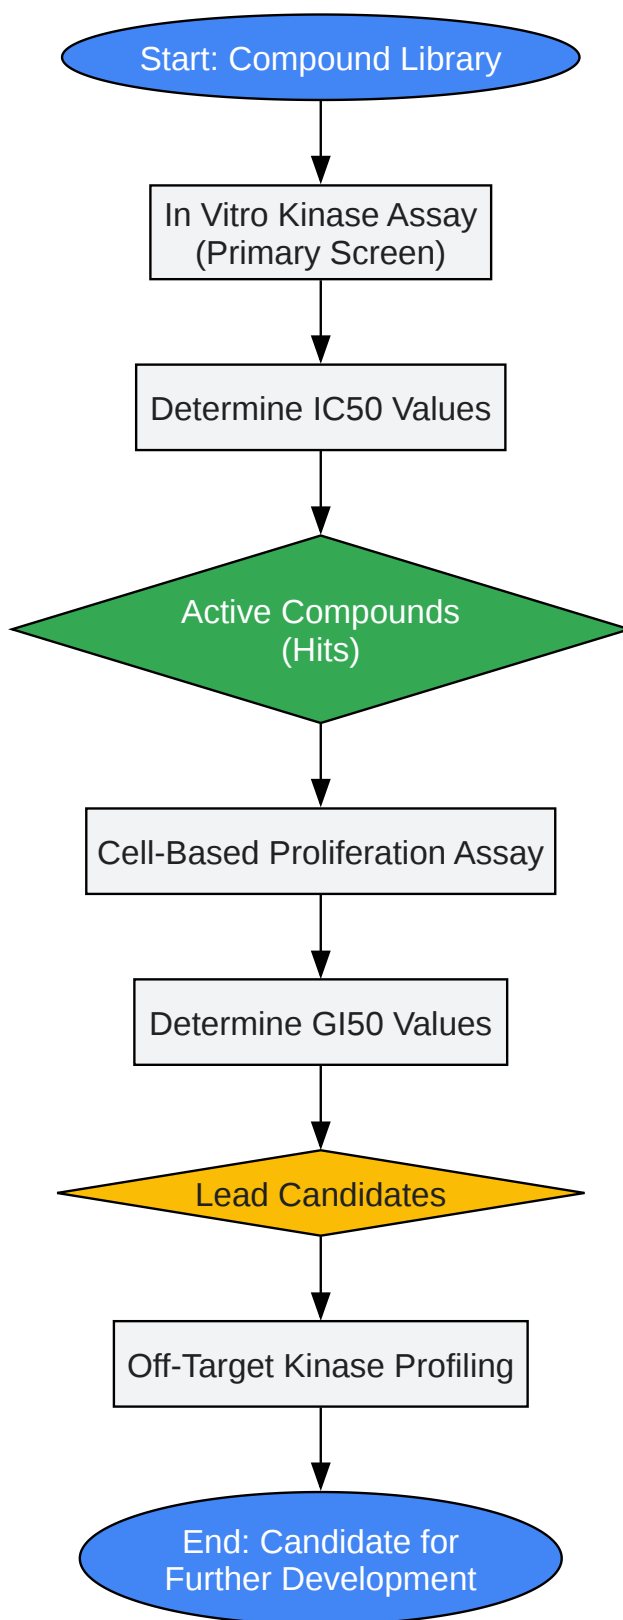 Start: Compound Library
In Vitro Kinase Assay
(Primary Screen)
Determine IC50 Values
Active Compounds
(Hits)
Cell-Based Proliferation Assay
Determine GI50 Values
Lead Candidates
Off-Target Kinase Profiling
End: Candidate for
Further Development